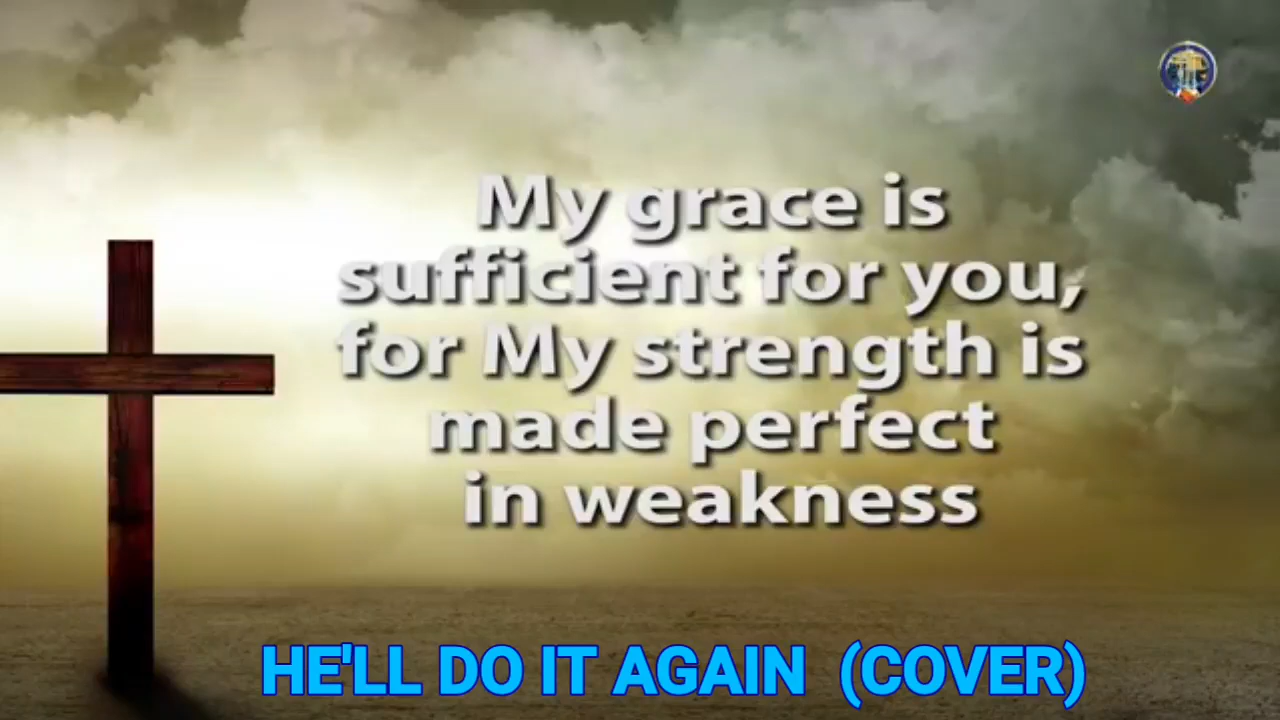 My grace is
sufficient for you,
for My strength is
made perfect
in weakness
HE'LL DO IT AGAIN (COVER)